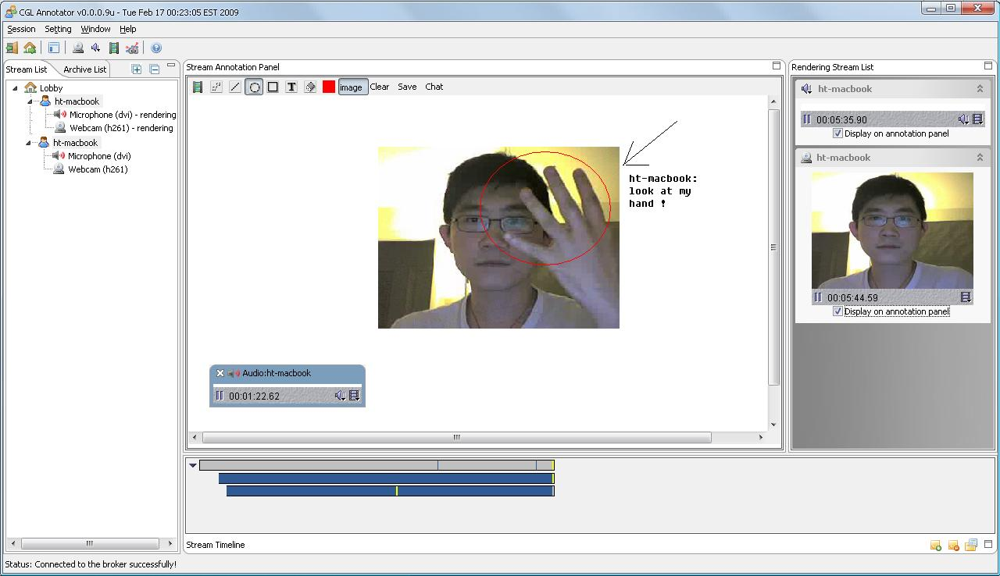 CGL Annotator v0.0.0.9u - Tue Feb 17 00:23:05 EST 2009
Session Setting Window Help
Stream List Archive List
Lobby
ht-macbook
Microphone (dvi) - rendering
Webcam (h261) - rendering
ht-macbook
Microphone (dvi)
Webcam (h261)
Stream Annotation Panel
T image Clear Save Chat
ht-macbook:
look at my
hand !
Audio:ht-macbook
00:01:22.62
Rendering Stream List
ht-macbook
00:05:35.90
Display on annotation panel
ht-macbook
00:05:44.59
Display on annotation panel
Stream Timeline
Status: Connected to the broker successfully!